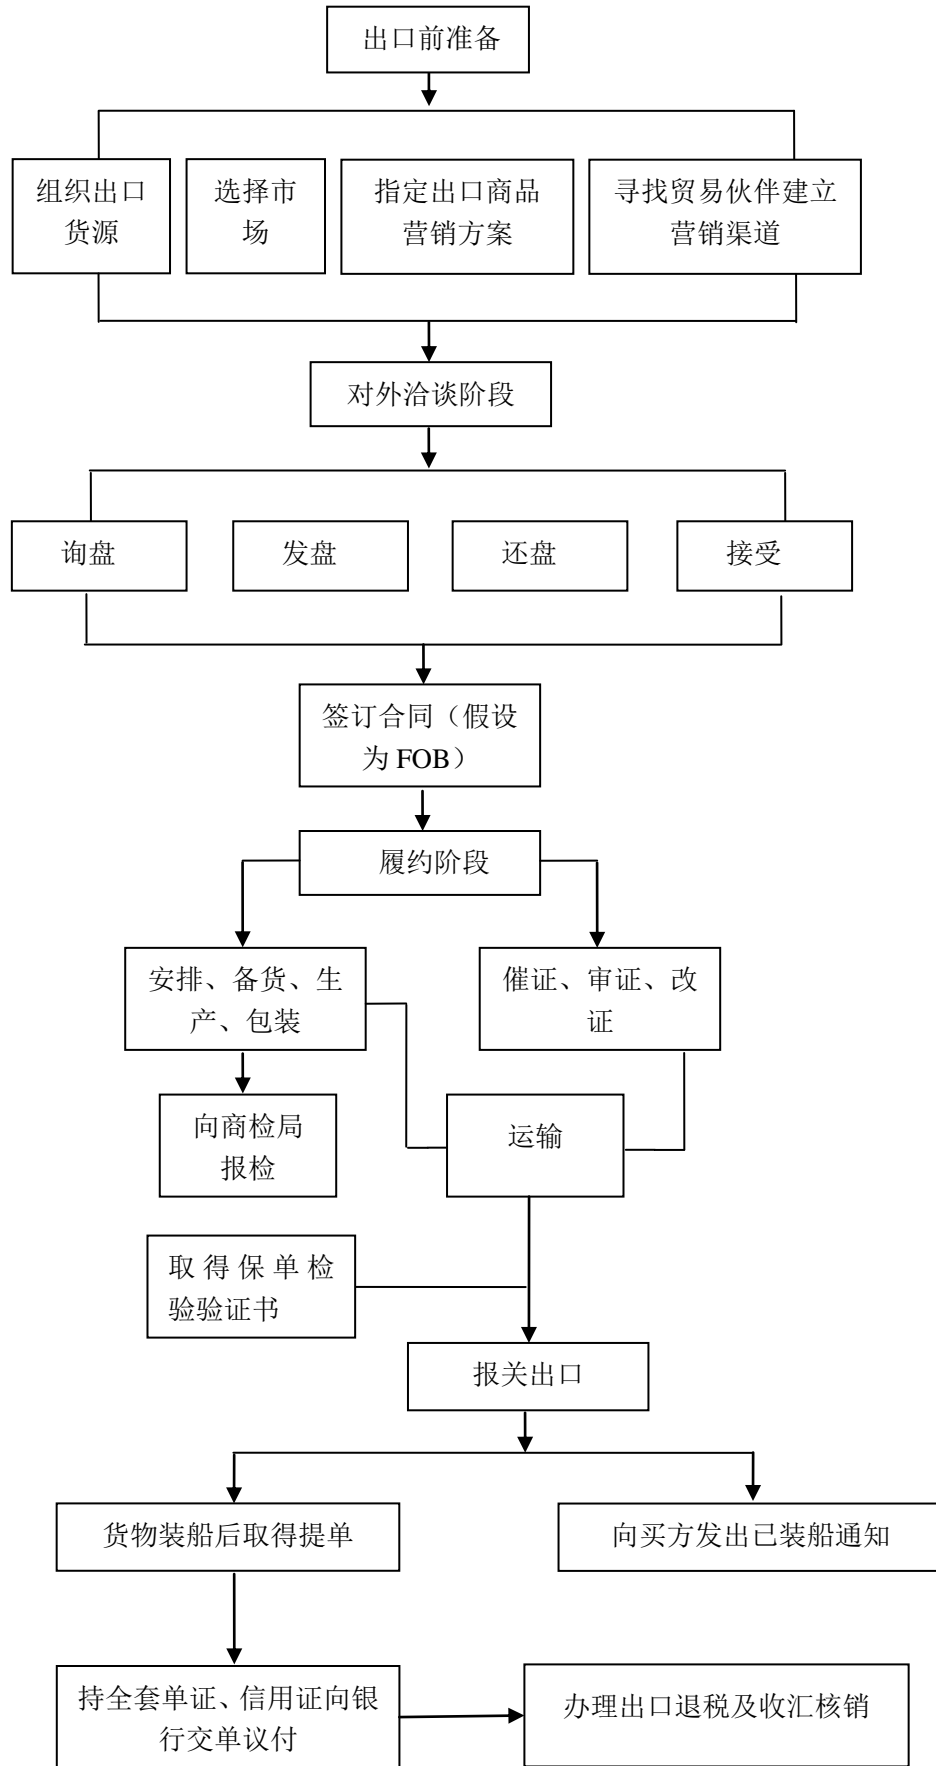 出口前准备
组织出口
货源
选择市
场
指定出口商品
营销方案
寻找贸易伙伴建立
营销渠道
对外洽谈阶段
询盘
发盘
还盘
接受
签订合同（假设
为 FOB）
履约阶段
安排、备货、生
产、包装
催证、审证、改
证
向商检局
报检
运输
取得保单检
验验证书
报关出口
货物装船后取得提单
向买方发出已装船通知
持全套单证、信用证向银
行交单议付
办理出口退税及收汇核销